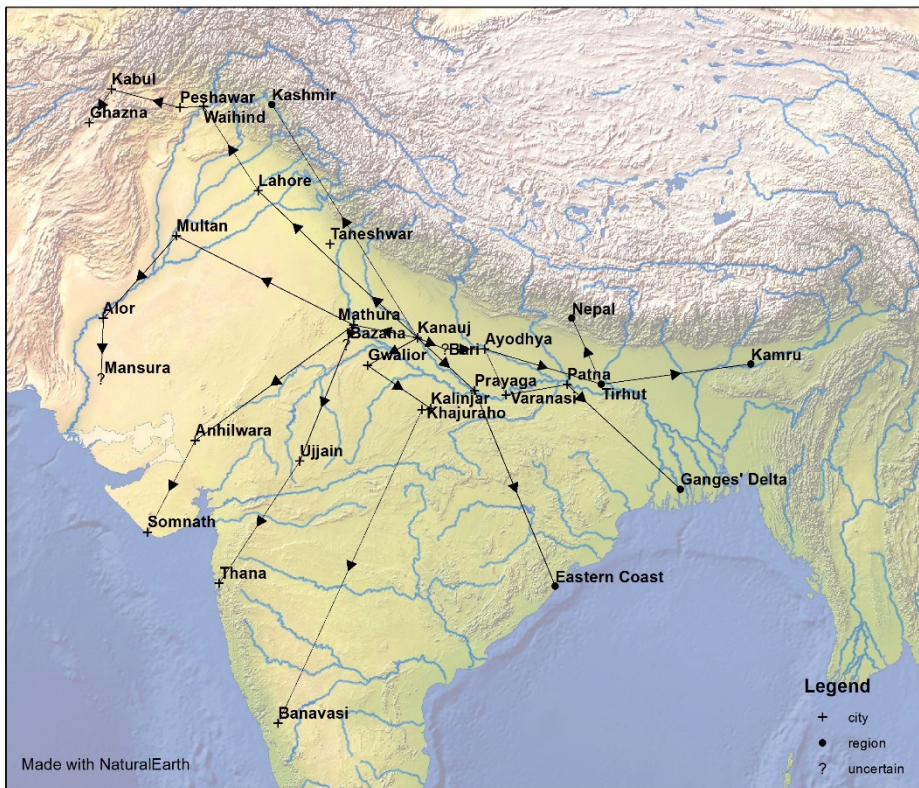 Kabul
Ghazna
Peshawar
Waihind
Kashmir
Lahore
Multan
Taneshwar
Alor
Mansura
?
Mathura
Bazana
?
Kanauj
?
Bari
Ayodhya
Nepal
Kamru
Gwalior
Prayaga
Patna
Tirhut
Varanasi
Kalinjar
Khajuraho
Anhilwara
Ujjain
Ganges' Delta
Somnath
Thana
Eastern Coast
Banavasi
Legend
+ city
● region
? uncertain
Made with NaturalEarth